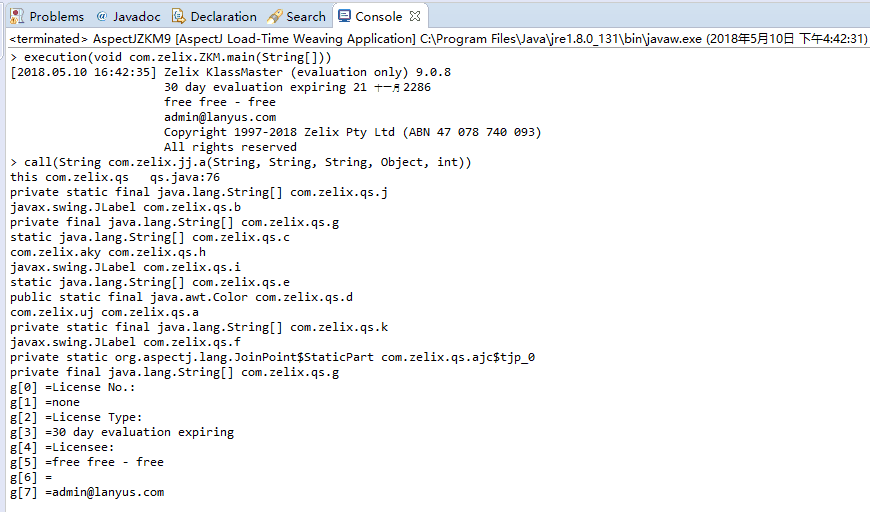 Problems @ Javadoc Declaration Search Console
<terminated> AspectJZKM9 [AspectJ Load-Time Weaving Application] C:\Program Files\Java\jre1.8.0_131\bin\javaw.exe (2018年5月10日 下午4:42:31)
> execution(void com.zelix.ZKM.main(String[]))
[2018.05.10 16:42:35] Zelix KlassMaster (evaluation only) 9.0.8
30 day evaluation expiring 21 十一月 2286
free free - free
admin@lanyus.com
Copyright 1997-2018 Zelix Pty Ltd (ABN 47 078 740 093)
All rights reserved
> call(String com.zelix.jj.a(String, String, String, Object, int))
this com.zelix.qs   qs.java:76
private static final java.lang.String[] com.zelix.qs.j
javax.swing.JLabel com.zelix.qs.b
private final java.lang.String[] com.zelix.qs.g
static java.lang.String[] com.zelix.qs.c
com.zelix.aky com.zelix.qs.h
javax.swing.JLabel com.zelix.qs.i
static java.lang.String[] com.zelix.qs.e
public static final java.awt.Color com.zelix.qs.d
com.zelix.uj com.zelix.qs.a
private static final java.lang.String[] com.zelix.qs.k
javax.swing.JLabel com.zelix.qs.f
private static org.aspectj.lang.JoinPoint$StaticPart com.zelix.qs.ajc$tjp_0
private final java.lang.String[] com.zelix.qs.g
g[0] =License No.:
g[1] =none
g[2] =License Type:
g[3] =30 day evaluation expiring
g[4] =Licensee:
g[5] =free free - free
g[6] =
g[7] =admin@lanyus.com